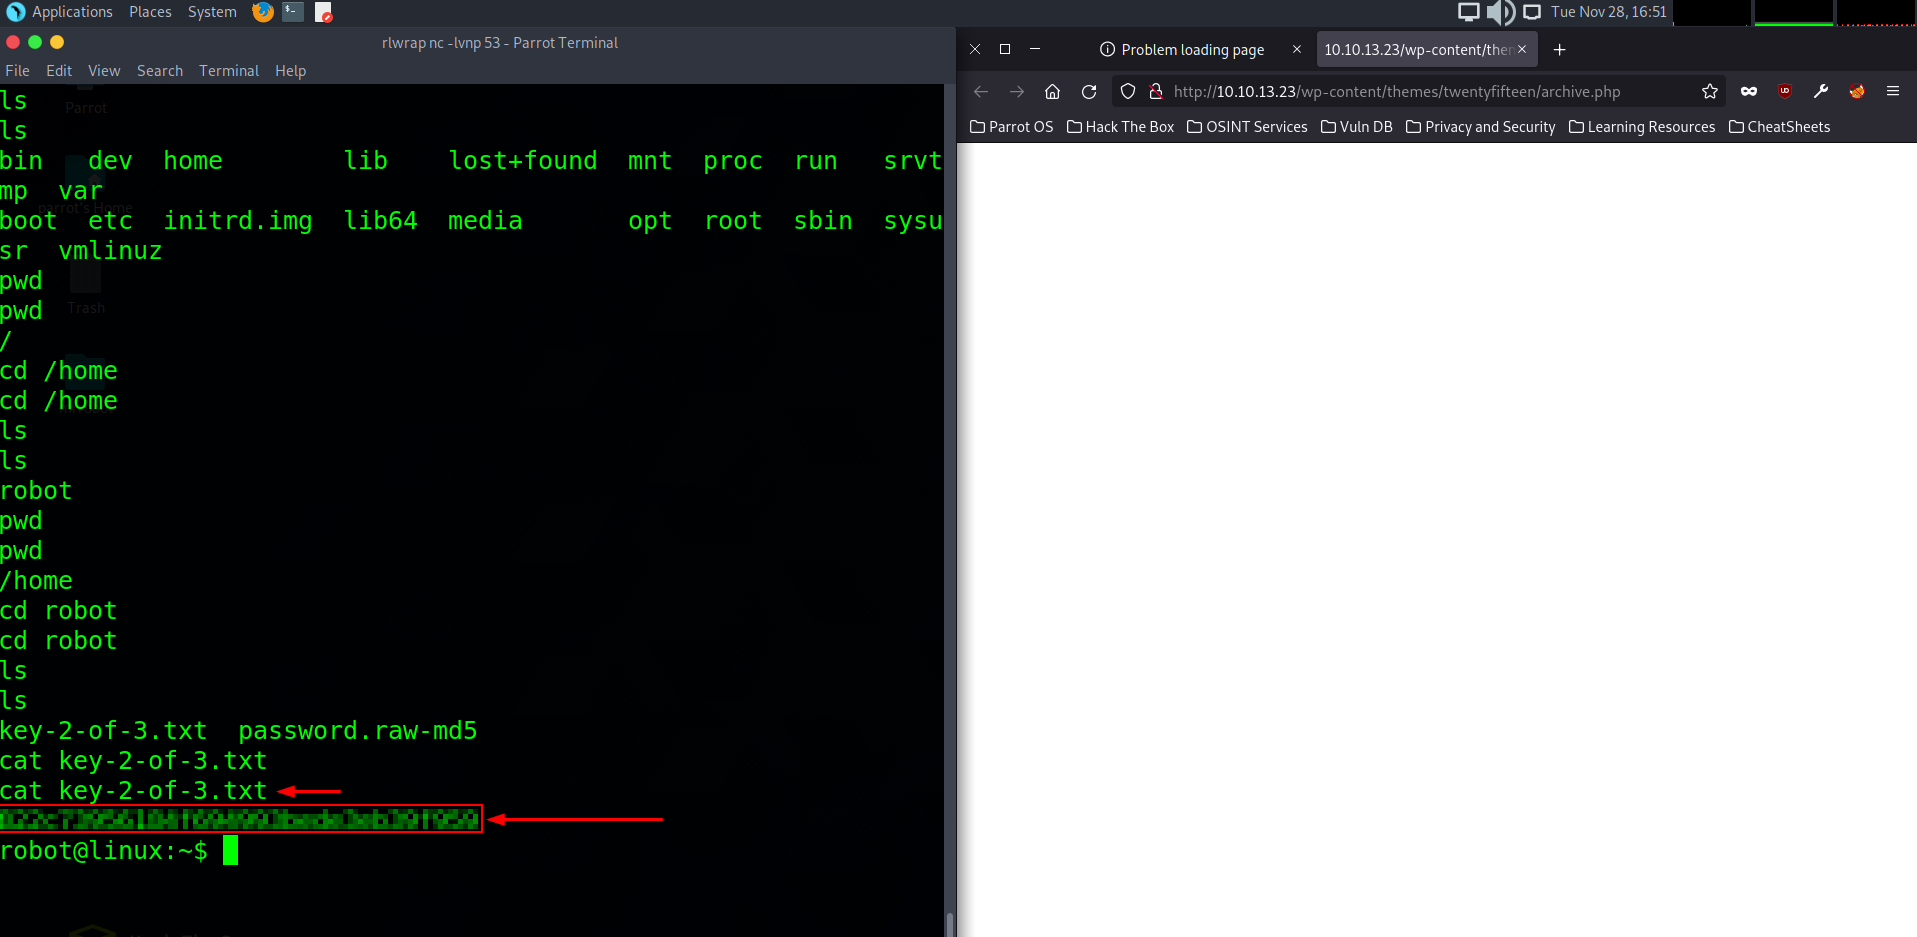 Applications Places System Tue Nov 28, 16:51
rlwrap nc -lvnp 53 - Parrot Terminal
File Edit View Search Terminal Help
ls
ls
bin dev home lib lost+found mnt proc run srvt
mp var
boot etc initrd.img lib64 media opt root sbin sysu
sr vmlinuz
pwd
pwd
/
cd /home
cd /home
ls
ls
robot
pwd
pwd
/home
cd robot
cd robot
ls
ls
key-2-of-3.txt password.raw-md5
cat key-2-of-3.txt
cat key-2-of-3.txt
robot@linux:~$
Parrot
parrot's Home
Trash
Problem loading page
10.10.13.23/wp-content/then
http://10.10.13.23/wp-content/themes/twentyfifteen/archive.php
Parrot OS Hack The Box OSINT Services Vuln DB Privacy and Security Learning Resources CheatSheets